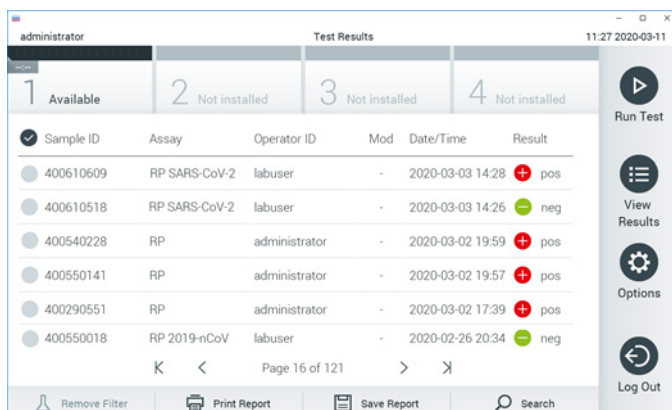 administrator Test Results 11:27 2020-03-11
--:--
1 Available 2 Not installed 3 Not installed 4 Not installed
Sample ID Assay Operator ID Mod Date/Time Result
400610609 RP SARS-CoV-2 labuser - 2020-03-03 14:28 pos
400610518 RP SARS-CoV-2 labuser - 2020-03-03 14:26 neg
400540228 RP administrator - 2020-03-02 19:59 pos
400550141 RP administrator - 2020-03-02 19:57 pos
400290551 RP administrator - 2020-03-02 17:39 pos
400550018 RP 2019-nCoV labuser - 2020-02-26 20:34 neg
Page 16 of 121
Remove Filter Print Report Save Report Search
Run Test
View
Results
Options
Log Out